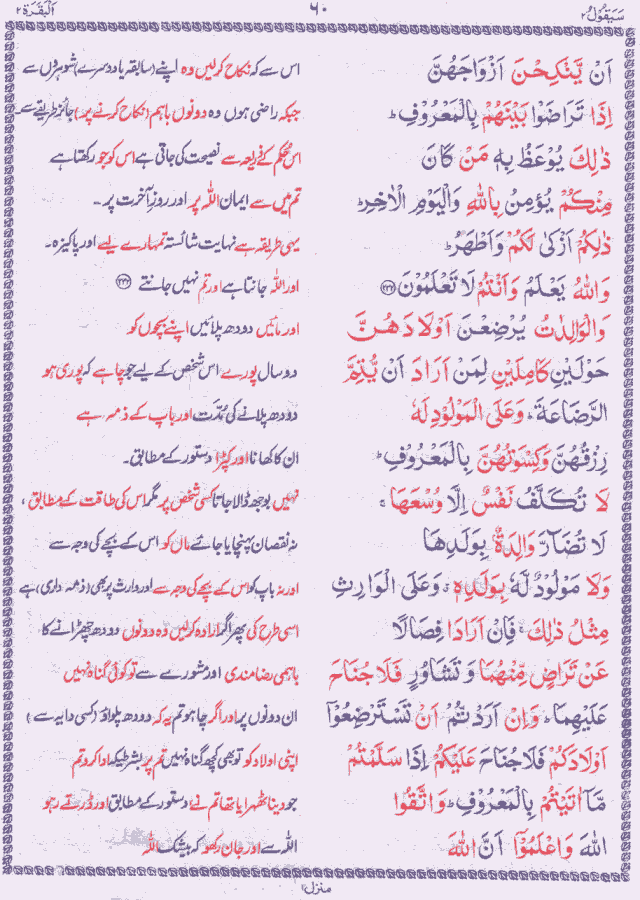 سَيَقُوْلُ ٢ ٦٠ اَلْبَقَرَة ٢
اَنْ يَّنْكِحْنَ اَزْوَاجَهُنَّ اس سے کہ نکاح کرلیں وہ اپنے (سابقہ یا دوسرے) شوہروں سے
اِذَا تَرَاضَوْا بَيْنَهُمْ بِالْمَعْرُوْفِ ؕ جبکہ راضی ہوں وہ دونوں باہم (نکاح کرنے پر) جائز طریقے سے۔
ذٰلِكَ يُوْعَظُ بِهٖ مَنْ كَانَ اس حکم کے ذریعہ سے نصیحت کی جاتی ہے اس کو جو رکھتا ہے
مِنْكُمْ يُؤْمِنُ بِاللّٰهِ وَالْيَوْمِ الْاٰخِرِ ؕ تم میں سے ایمان اللہ پر اور روز آخرت پر۔
ذٰلِكُمْ اَزْكٰى لَكُمْ وَاَطْهَرُ ؕ یہی طریقہ ہے نہایت شائستہ تمہارے لیے اور پاکیزہ۔
وَاللّٰهُ يَعْلَمُ وَاَنْتُمْ لَا تَعْلَمُوْنَ ﴿۲۳۲﴾ اور اللہ جانتا ہے اور تم نہیں جانتے ﴿۲۳۲﴾
وَالْوَالِدٰتُ يُرْضِعْنَ اَوْلَادَهُنَّ اور مائیں دودھ پلائیں اپنے بچوں کو
حَوْلَيْنِ كَامِلَيْنِ لِمَنْ اَرَادَ اَنْ يُّتِمَّ دو سال پورے اس شخص کے لیے جو چاہے کہ پوری ہو
الرَّضَاعَةَ ؕ وَعَلَى الْمَوْلُوْدِ لَهٗ دودھ پلانے کی مُدّت اور باپ کے ذمہ ہے
رِزْقُهُنَّ وَكِسْوَتُهُنَّ بِالْمَعْرُوْفِ ؕ ان کا کھانا اور کپڑا دستور کے مطابق۔
لَا تُكَلَّفُ نَفْسٌ اِلَّا وُسْعَهَا ۚ نہیں بوجھ ڈالا جاتا کسی شخص پر مگر اس کی طاقت کے مطابق ،
لَا تُضَآرَّ وَالِدَةٌ بِوَلَدِهَا نہ نقصان پہنچایا جائے ماں کو اس کے بچے کی وجہ سے
وَلَا مَوْلُوْدٌ لَّهٗ بِوَلَدِهٖ ۗ وَعَلَى الْوَارِثِ اور نہ باپ کو اس کے بچے کی وجہ سے اور وارث پر بھی (ذمہ داری) ہے
مِثْلُ ذٰلِكَ ۚ فَاِنْ اَرَادَا فِصَالًا اسی طرح کی پھر اگر ارادہ کرلیں وہ دونوں دودھ چھڑانے کا
عَنْ تَرَاضٍ مِّنْهُمَا وَتَشَاوُرٍ فَلَا جُنَاحَ باہمی رضا مندی اور مشورے سے تو کوئی گناہ نہیں
عَلَيْهِمَا ؕ وَاِنْ اَرَدْتُّمْ اَنْ تَسْتَرْضِعُوْٓا ان دونوں پر اور اگر چاہو تم یہ کہ دودھ پلواؤ (کسی دایہ سے)
اَوْلَادَكُمْ فَلَا جُنَاحَ عَلَيْكُمْ اِذَا سَلَّمْتُمْ اپنی اولاد کو تو بھی کچھ گناہ نہیں تم پر بشرطیکہ ادا کر دو تم
مَّآ اٰتَيْتُمْ بِالْمَعْرُوْفِ ؕ وَاتَّقُوا جو دینا ٹھہرایا تھا تم نے دستور کے مطابق اور ڈرتے رہو
اللّٰهَ وَاعْلَمُوْٓا اَنَّ اللّٰهَ اللہ سے اور جان رکھو کہ بیشک اللہ
منزل ١